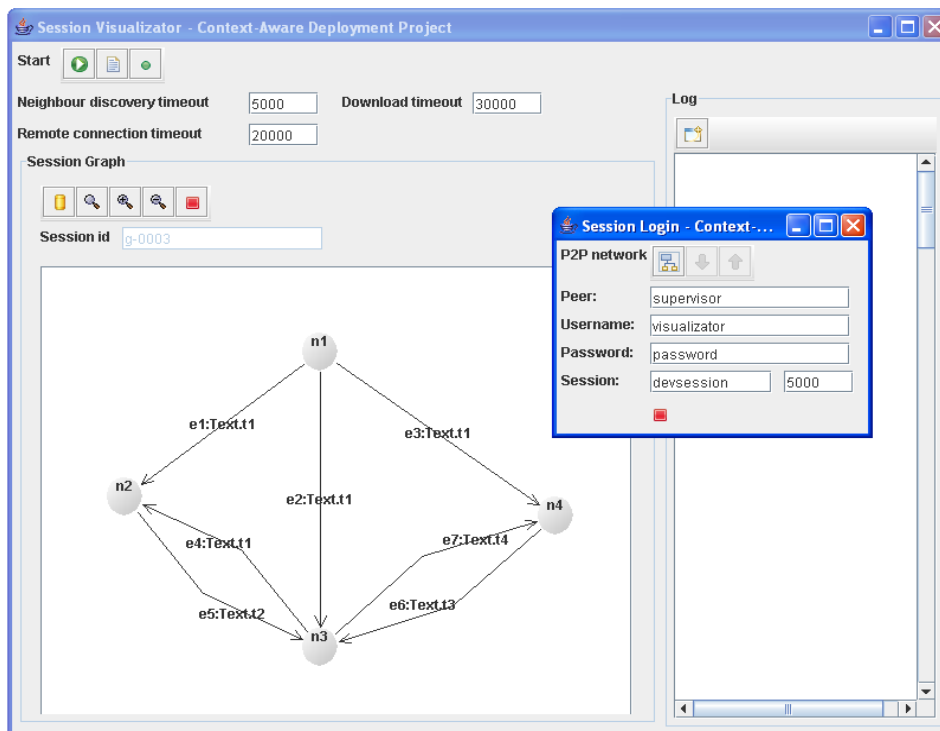 Session Visualizator - Context-Aware Deployment Project
Start
Neighbour discovery timeout 5000 Download timeout 30000
Remote connection timeout 20000
Session Graph
Session id g-0003
n1
e1:Text.t1
e3:Text.t1
n2
e2:Text.t1
n4
e4:Text.t1
e7:Text.t4
e5:Text.t2
e6:Text.t3
n3
Log
Session Login - Context-...
P2P network
Peer: supervisor
Username: visualizator
Password: password
Session: devsession 5000